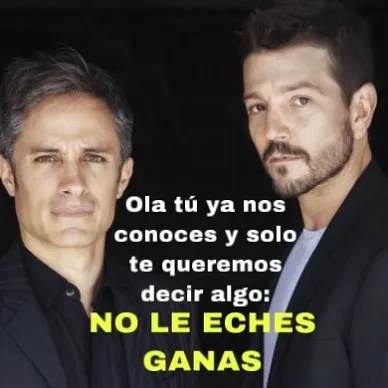 Ola tú ya nos
conoces y solo
te queremos
decir algo:
NO LE ECHES
GANAS